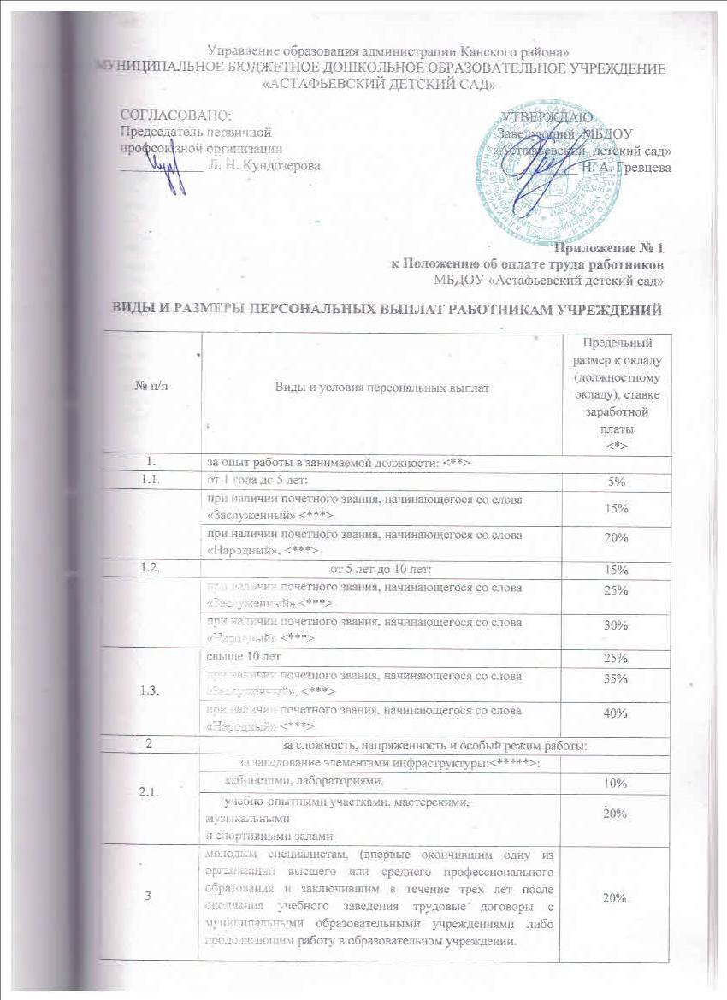 Управление образования администрации Канского района»
МУНИЦИПАЛЬНОЕ БЮДЖЕТНОЕ ДОШКОЛЬНОЕ ОБРАЗОВАТЕЛЬНОЕ УЧРЕЖДЕНИЕ
«АСТАФЬЕВСКИЙ ДЕТСКИЙ САД»
СОГЛАСОВАНО:
Председатель первичной
профсоюзной организации
____________ Л. Н. Кундозерова
УТВЕРЖДАЮ
Заведующий МБДОУ
«Астафьевский детский сад»
____________ Н. А. Гревцева
Приложение № 1
к Положению об оплате труда работников
МБДОУ «Астафьевский детский сад»
ВИДЫ И РАЗМЕРЫ ПЕРСОНАЛЬНЫХ ВЫПЛАТ РАБОТНИКАМ УЧРЕЖДЕНИЙ
№ п/п
Виды и условия персональных выплат
Предельный
размер к окладу
(должностному
окладу), ставке
заработной
платы
<*>
1.
за опыт работы в занимаемой должности: <**>
1.1.
от 1 года до 5 лет:
5%
при наличии почетного звания, начинающегося со слова
«Заслуженный» <***>
15%
при наличии почетного звания, начинающегося со слова
«Народный». <***>
20%
1.2.
от 5 лет до 10 лет:
15%
при наличии почетного звания, начинающегося со слова
«Заслуженный» <***>
25%
при наличии почетного звания, начинающегося со слова
«Народный» <***>
30%
1.3.
свыше 10 лет
25%
при наличии почетного звания, начинающегося со слова
«Заслуженный», <***>
35%
при наличии почетного звания, начинающегося со слова
«Народный» <***>
40%
2
за сложность, напряженность и особый режим работы:
2.1.
за заведование элементами инфраструктуры:<*****>:
кабинетами, лабораториями,
10%
учебно-опытными участками, мастерскими,
музыкальными
и спортивными залами
20%
3
молодым специалистам, (впервые окончившим одну из
организаций высшего или среднего профессионального
образования и заключившим в течение трех лет после
окончания учебного заведения трудовые договоры с
муниципальными образовательными учреждениями либо
продолжающим работу в образовательном учреждении.
20%